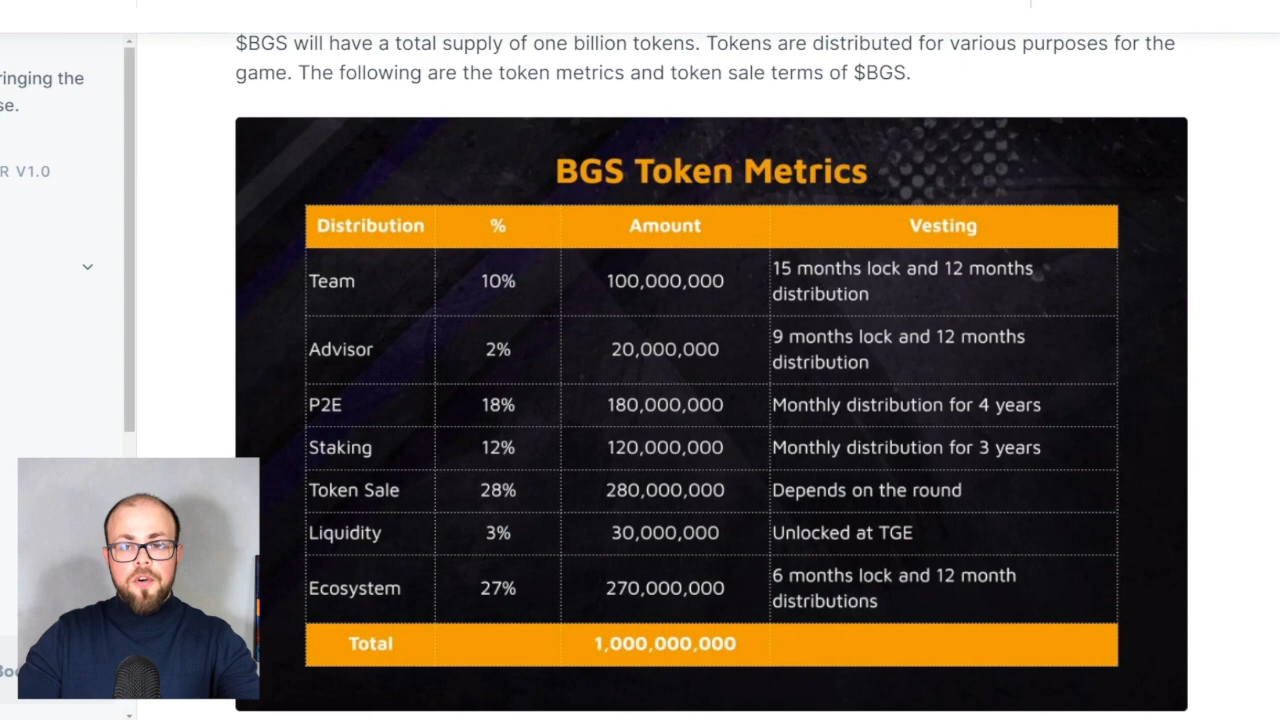 $BGS will have a total supply of one billion tokens. Tokens are distributed for various purposes for the
game. The following are the token metrics and token sale terms of $BGS.
ringing the
se.
R V1.0
BGS Token Metrics
Distribution % Amount Vesting
Team 10% 100,000,000 15 months lock and 12 months
distribution
Advisor 2% 20,000,000 9 months lock and 12 months
distribution
P2E 18% 180,000,000 Monthly distribution for 4 years
Staking 12% 120,000,000 Monthly distribution for 3 years
Token Sale 28% 280,000,000 Depends on the round
Liquidity 3% 30,000,000 Unlocked at TGE
Ecosystem 27% 270,000,000 6 months lock and 12 month
distributions
Total 1,000,000,000